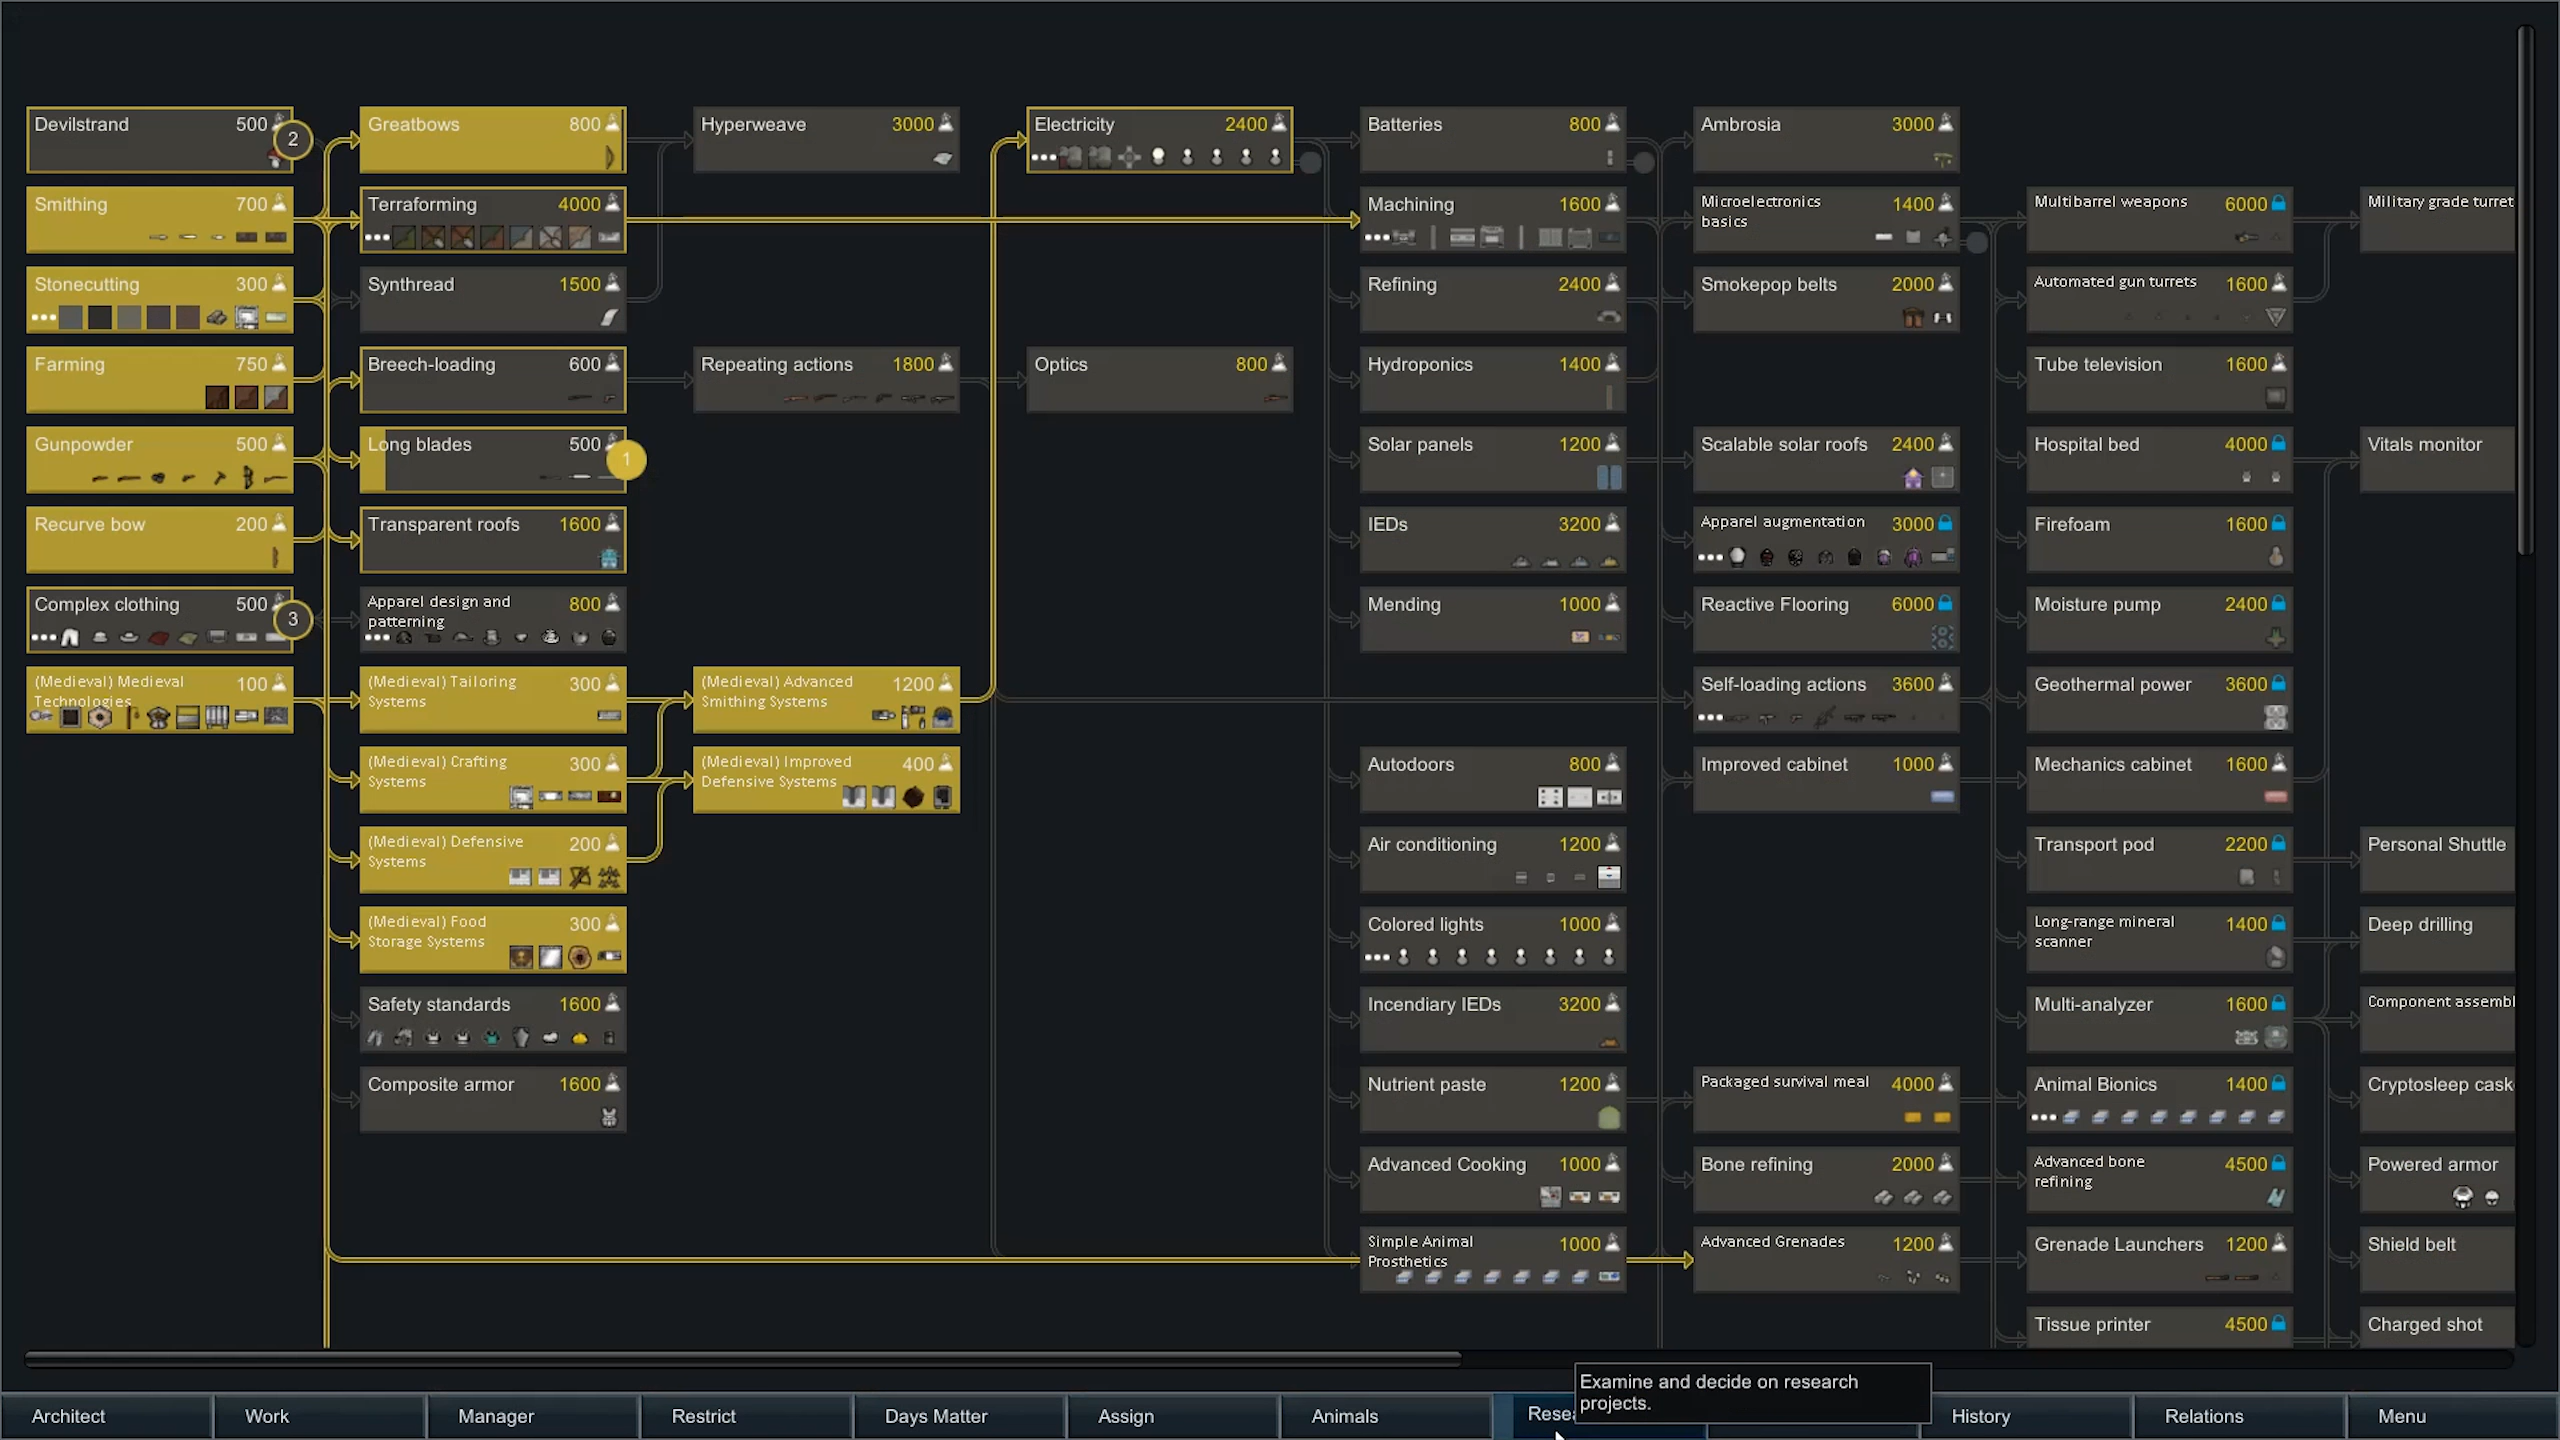 Devilstrand 500
2
Greatbows 800
Hyperweave 3000
Electricity 2400
Batteries 800
Ambrosia 3000
Smithing 700
Terraforming 4000
Machining 1600
Microelectronics
basics 1400
Multibarrel weapons 6000
Military grade turret
Stonecutting 300
Synthread 1500
Refining 2400
Smokepop belts 2000
Automated gun turrets 1600
Farming 750
Breech-loading 600
Repeating actions 1800
Optics 800
Hydroponics 1400
Tube television 1600
Gunpowder 500
Long blades 500
1
Solar panels 1200
Scalable solar roofs 2400
Hospital bed 4000
Vitals monitor
Recurve bow 200
Transparent roofs 1600
IEDs 3200
Apparel augmentation 3000
Firefoam 1600
Complex clothing 500
3
Apparel design and
patterning 800
Mending 1000
Reactive Flooring 6000
Moisture pump 2400
(Medieval) Medieval
Technologies 100
(Medieval) Tailoring
Systems 300
(Medieval) Advanced
Smithing Systems 1200
Self-loading actions 3600
Geothermal power 3600
(Medieval) Crafting
Systems 300
(Medieval) Improved
Defensive Systems 400
Autodoors 800
Improved cabinet 1000
Mechanics cabinet 1600
(Medieval) Defensive
Systems 200
Air conditioning 1200
Transport pod 2200
Personal Shuttle
(Medieval) Food
Storage Systems 300
Colored lights 1000
Long-range mineral
scanner 1400
Deep drilling
Safety standards 1600
Incendiary IEDs 3200
Multi-analyzer 1600
Component assembl
Composite armor 1600
Nutrient paste 1200
Packaged survival meal 4000
Animal Bionics 1400
Cryptosleep cask
Advanced Cooking 1000
Bone refining 2000
Advanced bone
refining 4500
Powered armor
Simple Animal
Prosthetics 1000
Advanced Grenades 1200
Grenade Launchers 1200
Shield belt
Tissue printer 4500
Charged shot
Examine and decide on research
projects.
Architect
Work
Manager
Restrict
Days Matter
Assign
Animals
Resea
History
Relations
Menu